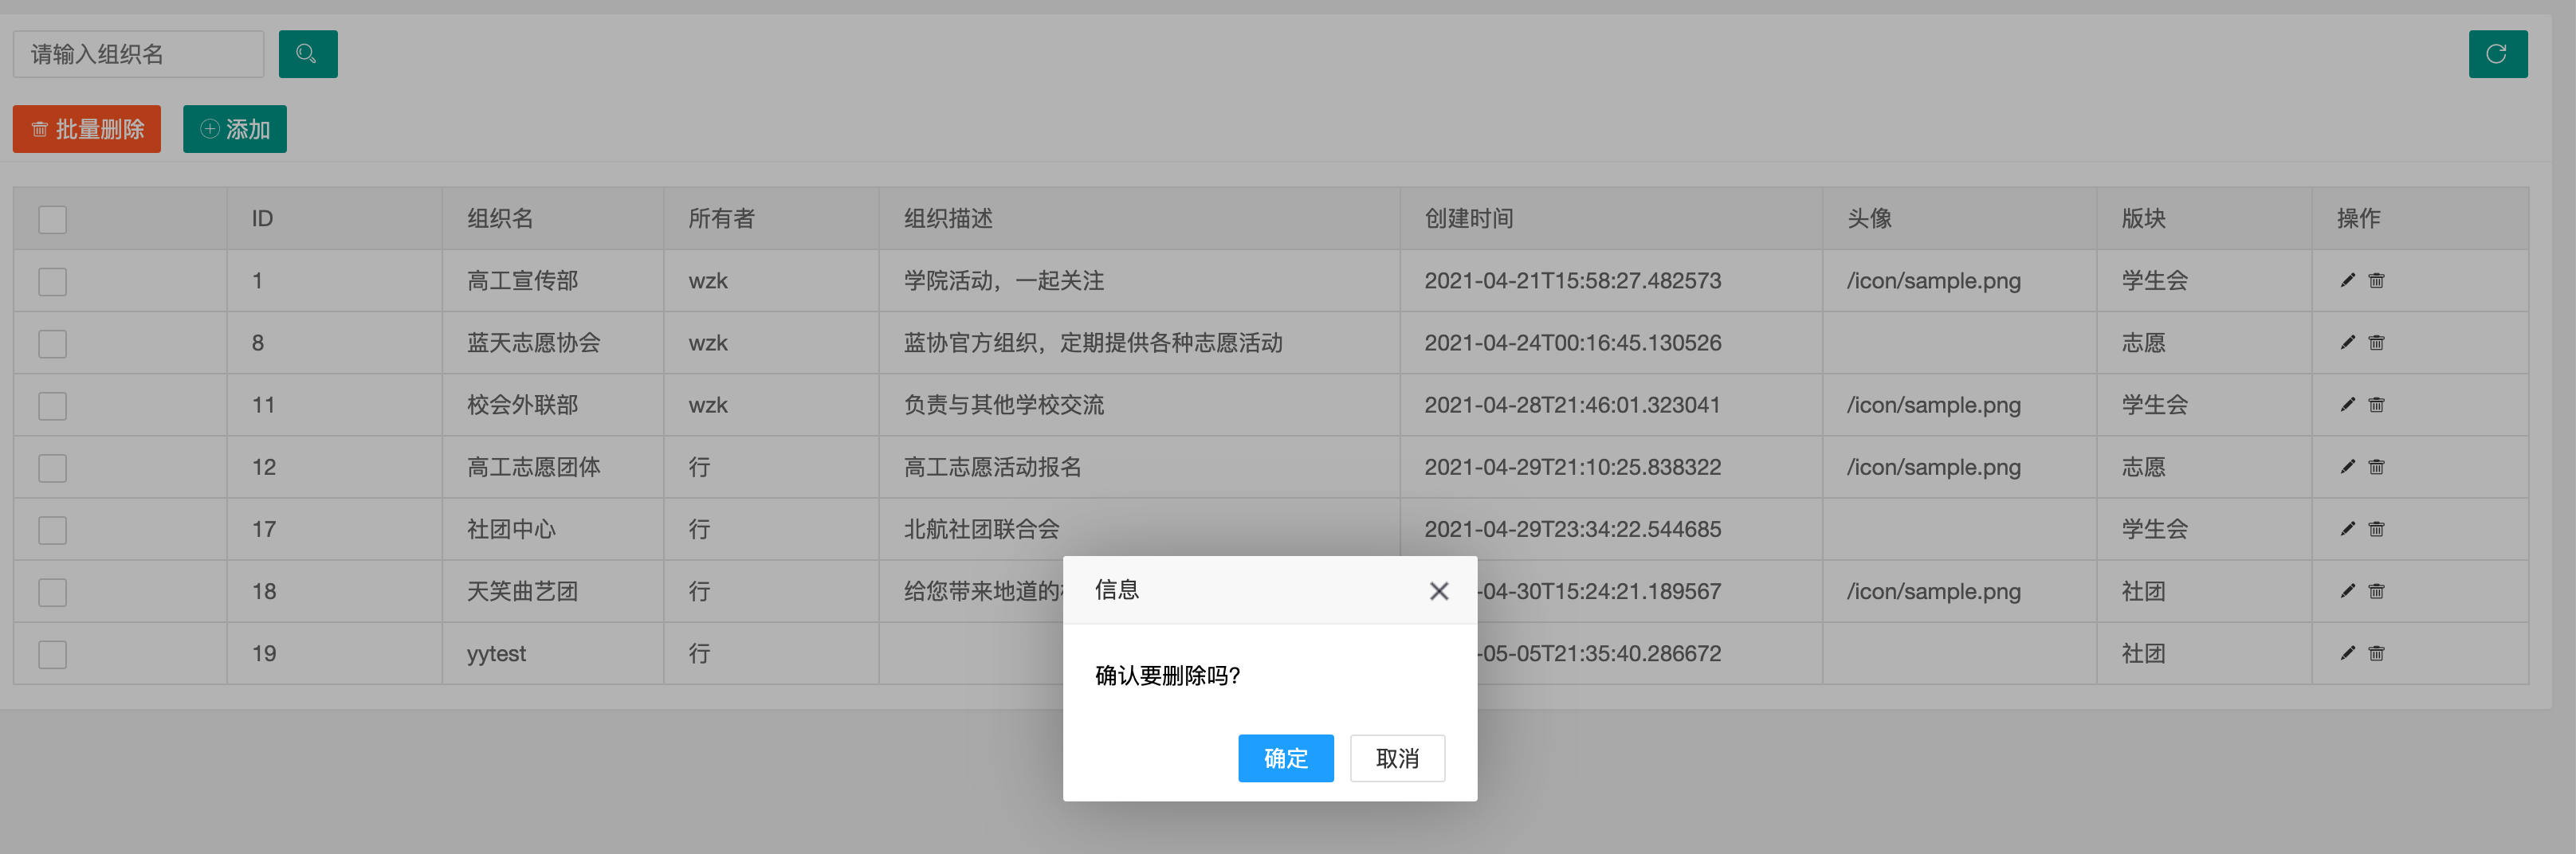 请输入组织名
批量删除 添加
ID 组织名 所有者 组织描述 创建时间 头像 版块 操作
1 高工宣传部 wzk 学院活动，一起关注 2021-04-21T15:58:27.482573 /icon/sample.png 学生会
8 蓝天志愿协会 wzk 蓝协官方组织，定期提供各种志愿活动 2021-04-24T00:16:45.130526 志愿
11 校会外联部 wzk 负责与其他学校交流 2021-04-28T21:46:01.323041 /icon/sample.png 学生会
12 高工志愿团体 行 高工志愿活动报名 2021-04-29T21:10:25.838322 /icon/sample.png 志愿
17 社团中心 行 北航社团联合会 2021-04-29T23:34:22.544685 学生会
18 天笑曲艺团 行 给您带来地道的 -04-30T15:24:21.189567 /icon/sample.png 社团
19 yytest 行 -05-05T21:35:40.286672 社团
信息
确认要删除吗？
确定 取消